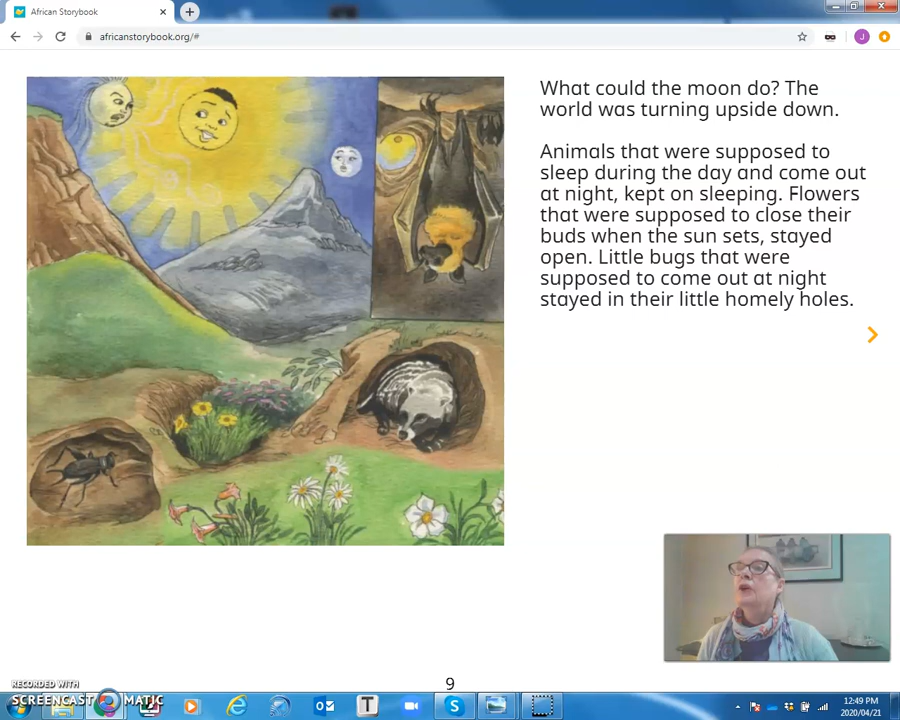 African Storybook
africanstorybook.org/#
J
What could the moon do? The
world was turning upside down.
Animals that were supposed to
sleep during the day and come out
at night, kept on sleeping. Flowers
that were supposed to close their
buds when the sun sets, stayed
open. Little bugs that were
supposed to come out at night
stayed in their little homely holes.
9
RECORDED WITH
SCREENCAST MATIC
12:49 PM
2020/04/21